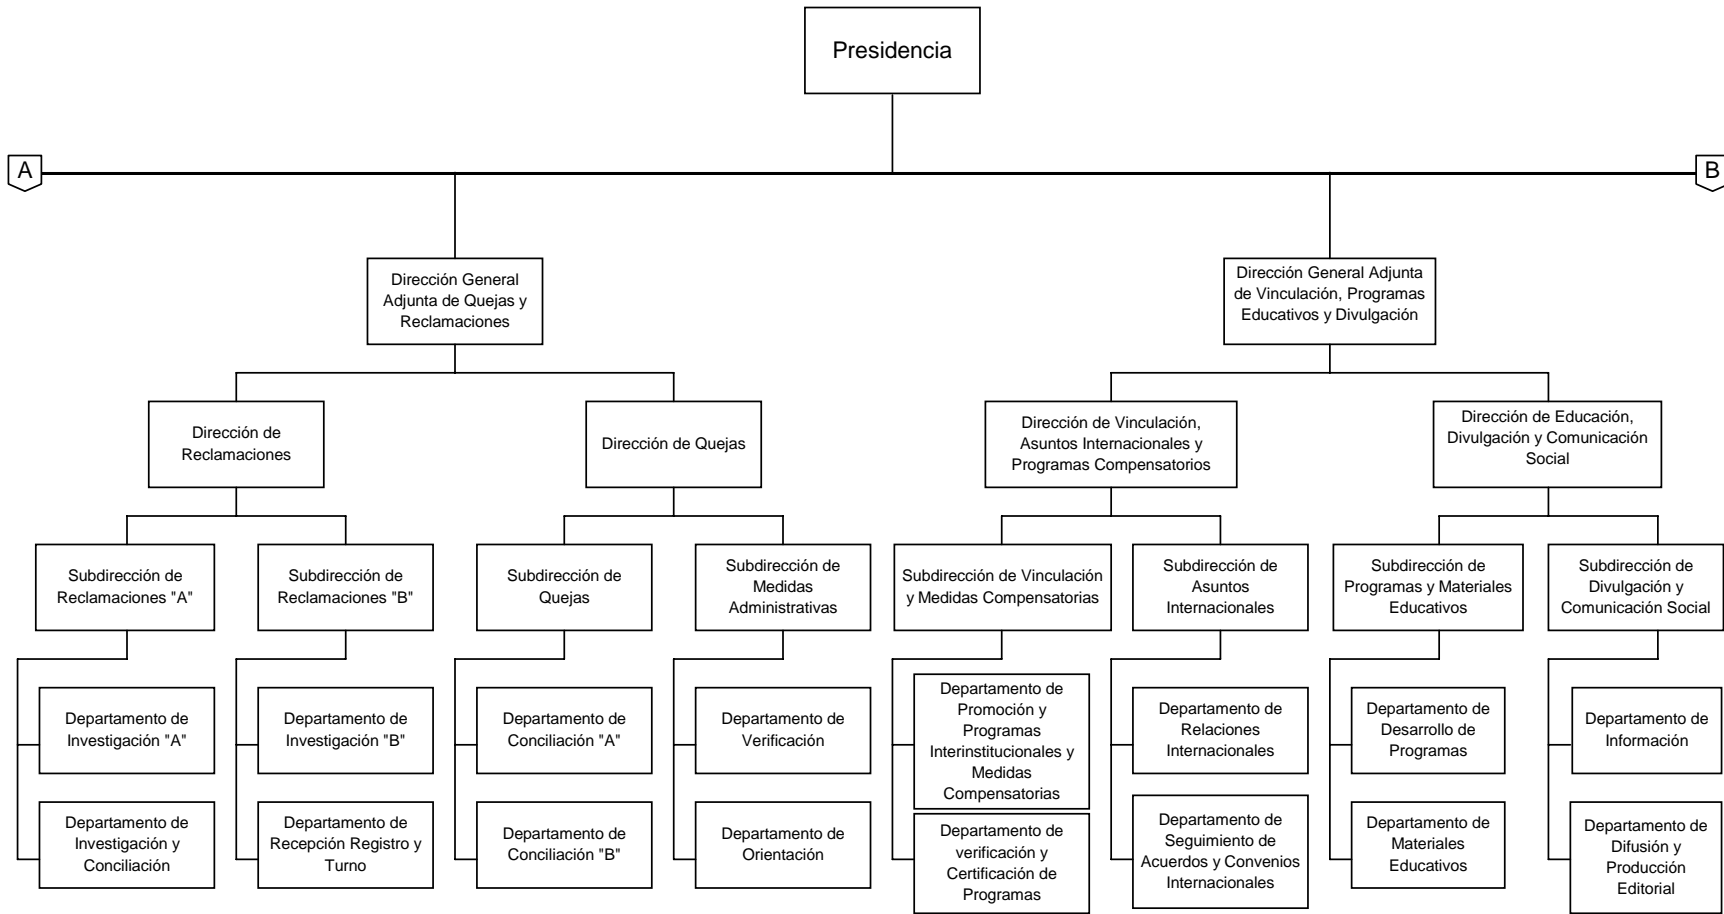 Presidencia
A
B
Dirección General
Adjunta de Quejas y
Reclamaciones
Dirección General Adjunta
de Vinculación, Programas
Educativos y Divulgación
Dirección de
Reclamaciones
Dirección de Quejas
Dirección de Vinculación,
Asuntos Internacionales y
Programas Compensatorios
Dirección de Educación,
Divulgación y Comunicación
Social
Subdirección de
Reclamaciones "A"
Subdirección de
Reclamaciones "B"
Subdirección de
Quejas
Subdirección de
Medidas
Administrativas
Subdirección de Vinculación
y Medidas Compensatorias
Subdirección de
Asuntos
Internacionales
Subdirección de
Programas y Materiales
Educativos
Subdirección de
Divulgación y
Comunicación Social
Departamento de
Investigación "A"
Departamento de
Investigación "B"
Departamento de
Conciliación "A"
Departamento de
Verificación
Departamento de
Promoción y
Programas
Interinstitucionales y
Medidas
Compensatorias
Departamento de
Relaciones
Internacionales
Departamento de
Desarrollo de
Programas
Departamento de
Información
Departamento de
Investigación y
Conciliación
Departamento de
Recepción Registro y
Turno
Departamento de
Conciliación "B"
Departamento de
Orientación
Departamento de
verificación y
Certificación de
Programas
Departamento de
Seguimiento de
Acuerdos y Convenios
Internacionales
Departamento de
Materiales
Educativos
Departamento de
Difusión y
Producción
Editorial